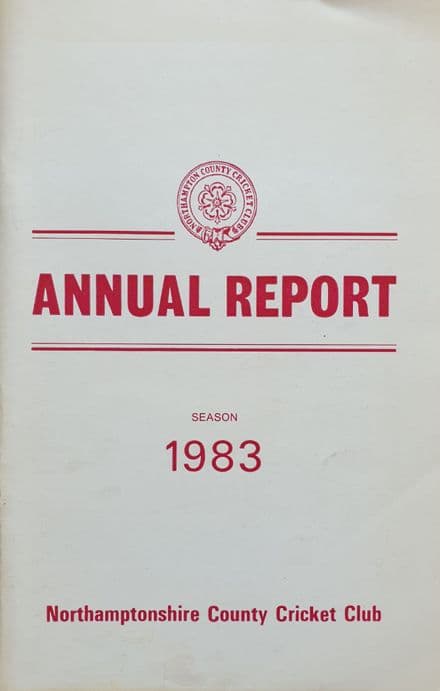 NORTHAMPTON COUNTY CRICKET CLUB
ANNUAL REPORT
SEASON
1983
Northamptonshire County Cricket Club